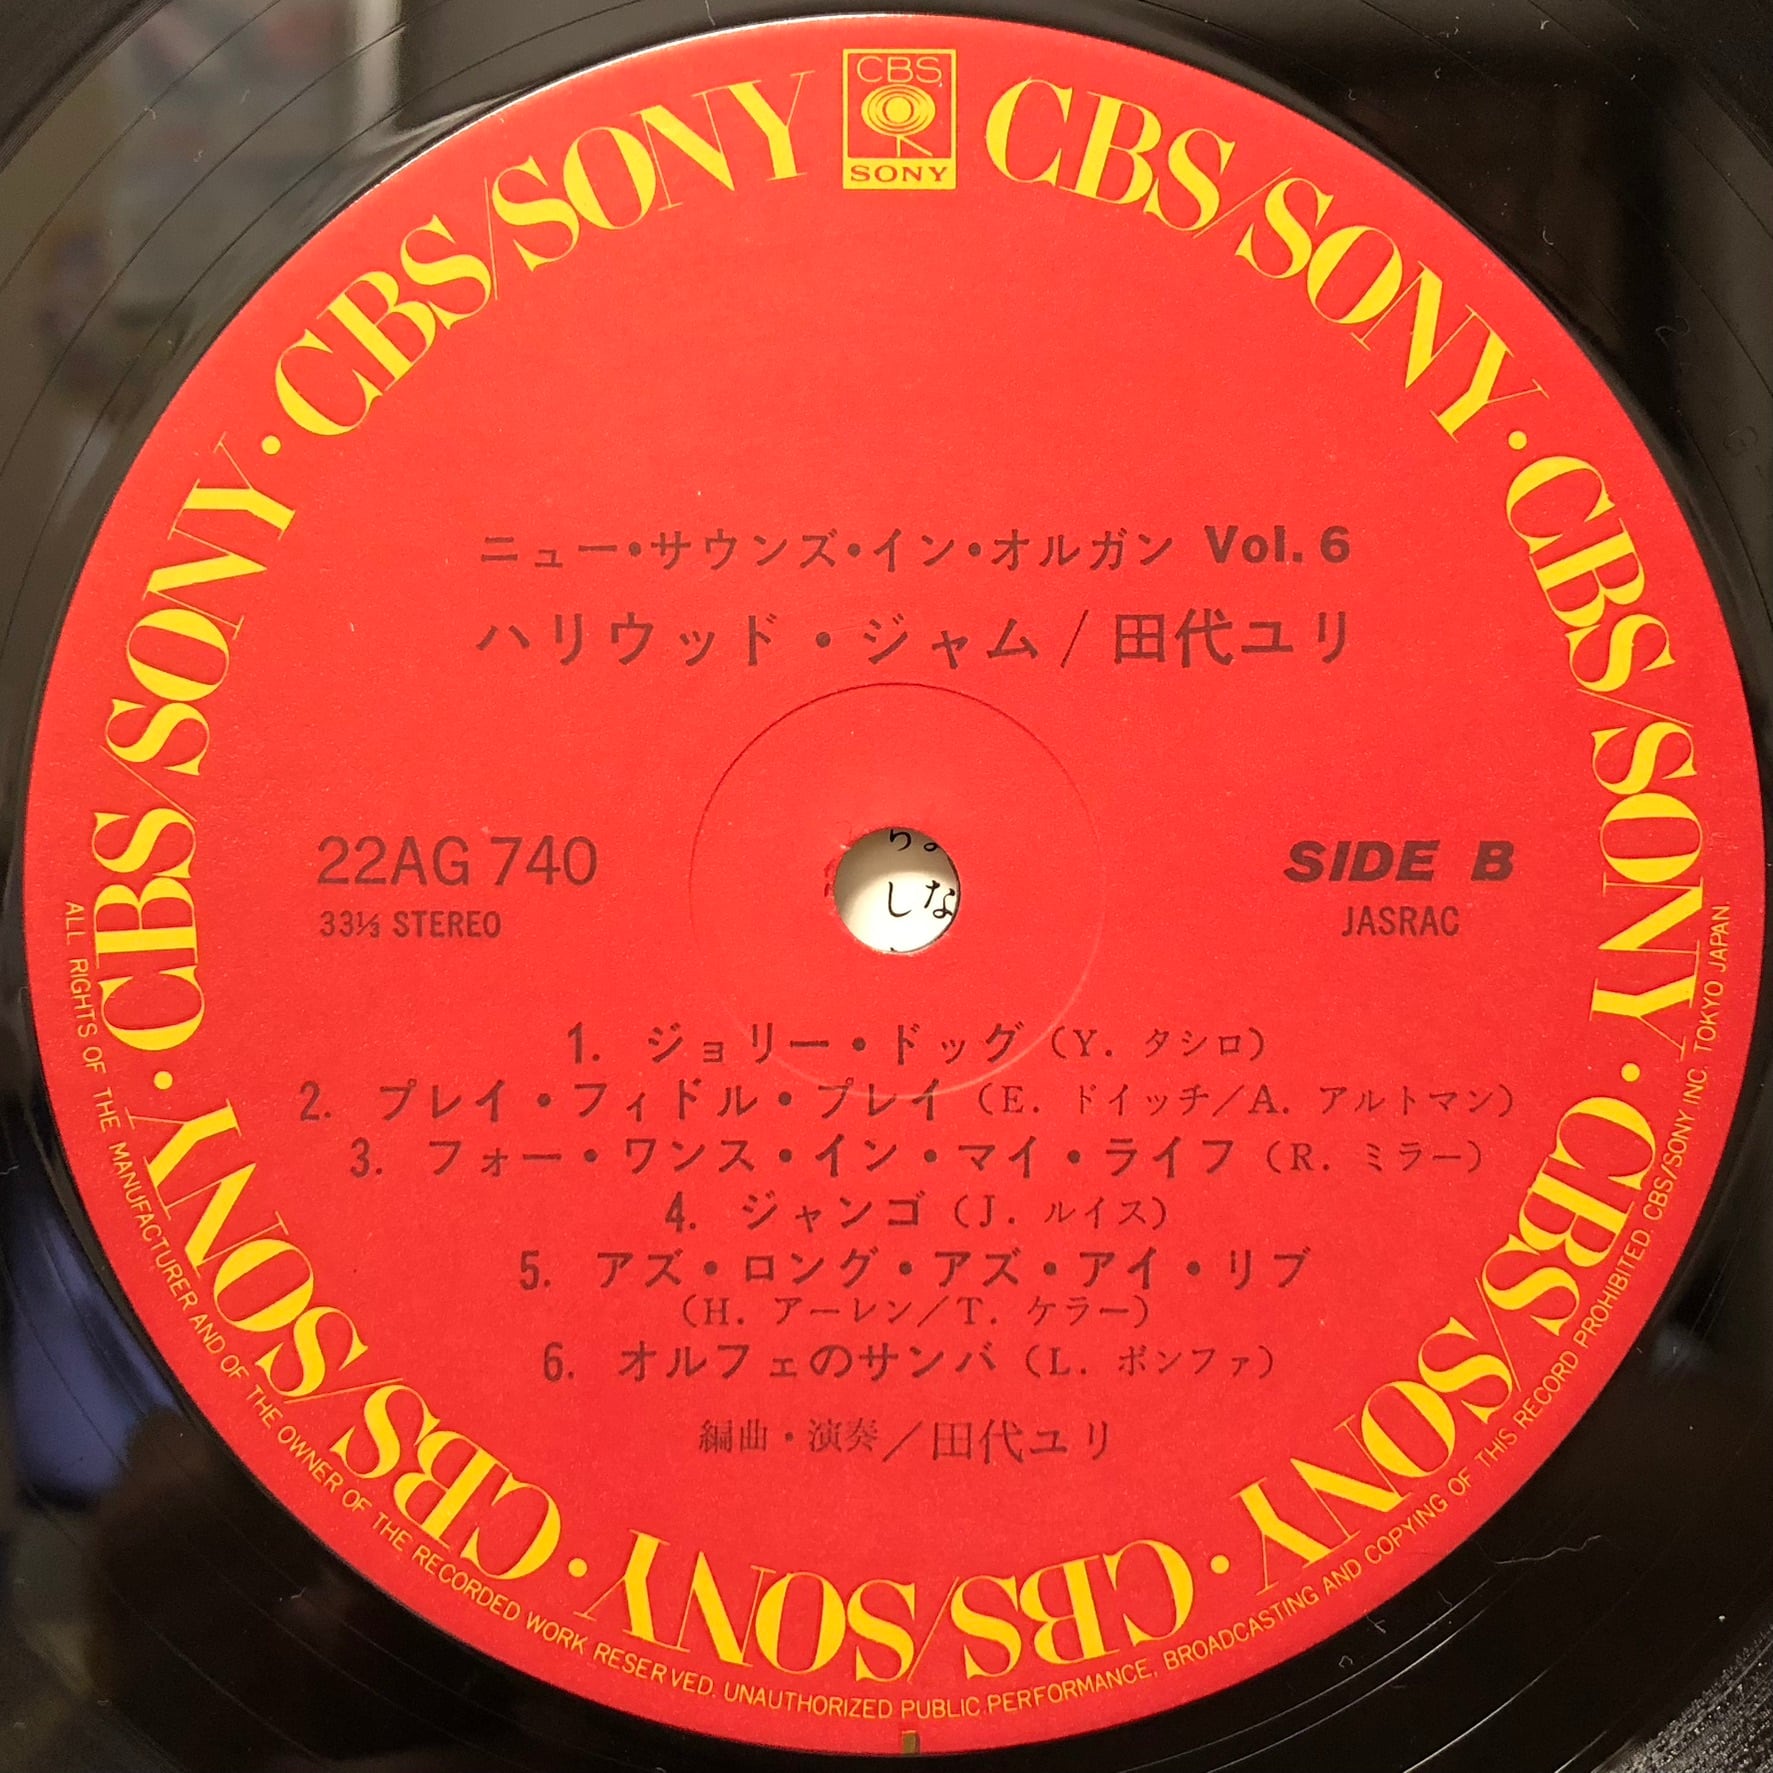 CBS
SONY
CBS/SONY · CBS/SONY · CBS/SONY · CBS/SONY · CBS/SONY · CBS/SONY · CBS/SONY · CBS/SONY
ニュー・サウンズ・イン・オルガン Vol. 6
ハリウッド・ジャム/田代ユリ
22AG 740
33⅓ STEREO
SIDE B
JASRAC
しな
1. ジョリー・ドッグ(Y. タシロ)
2. プレイ・フィドル・プレイ(E. ドイッチ/A. アルトマン)
3. フォー・ワンス・イン・マイ・ライフ(R. ミラー)
4. ジャンゴ(J. ルイス)
5. アズ・ロング・アズ・アイ・リブ
(H. アーレン/T. ケラー)
6. オルフェのサンバ(L. ボンファ)
編曲・演奏/田代ユリ
ALL RIGHTS OF THE MANUFACTURER AND OF THE OWNER OF THE RECORDED WORK RESERVED. UNAUTHORIZED PUBLIC PERFORMANCE, BROADCASTING AND COPYING OF THIS RECORD PROHIBITED. CBS/SONY INC. TOKYO JAPAN.